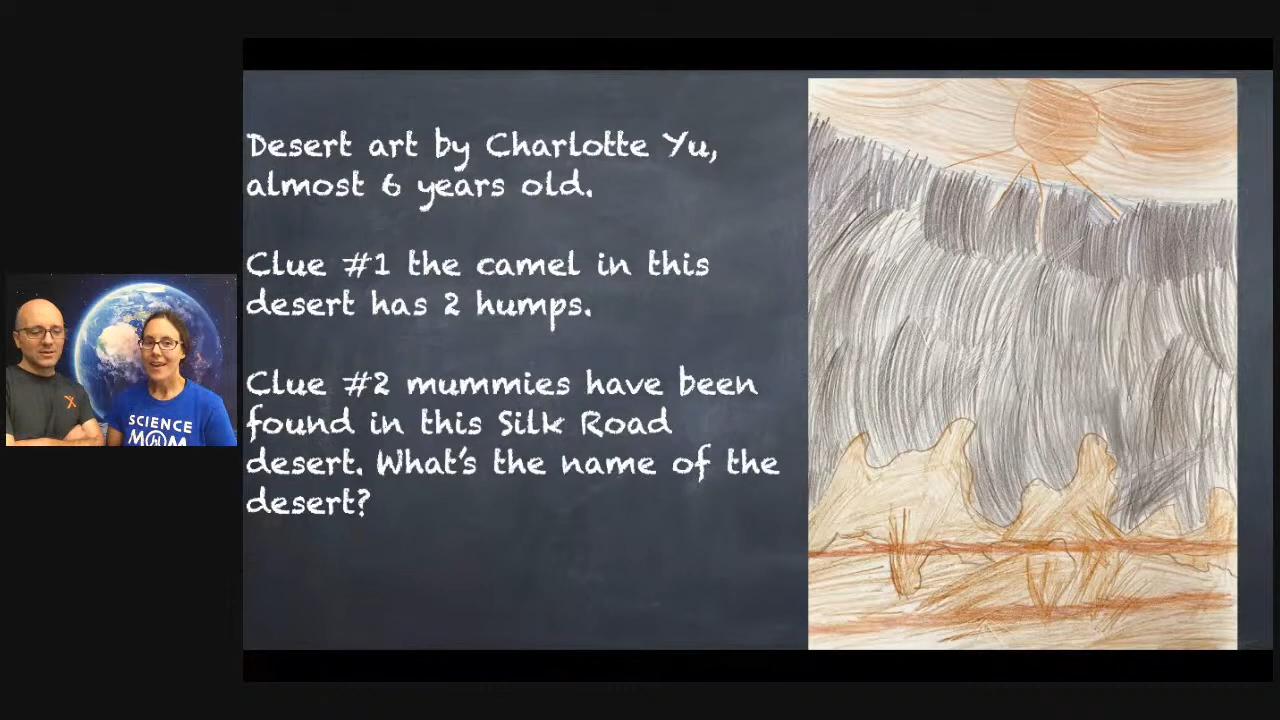 Desert art by Charlotte Yu,
almost 6 years old.
Clue #1 the camel in this
desert has 2 humps.
Clue #2 mummies have been
found in this Silk Road
desert. What's the name of the
desert?
X
SCIENCE
MOM